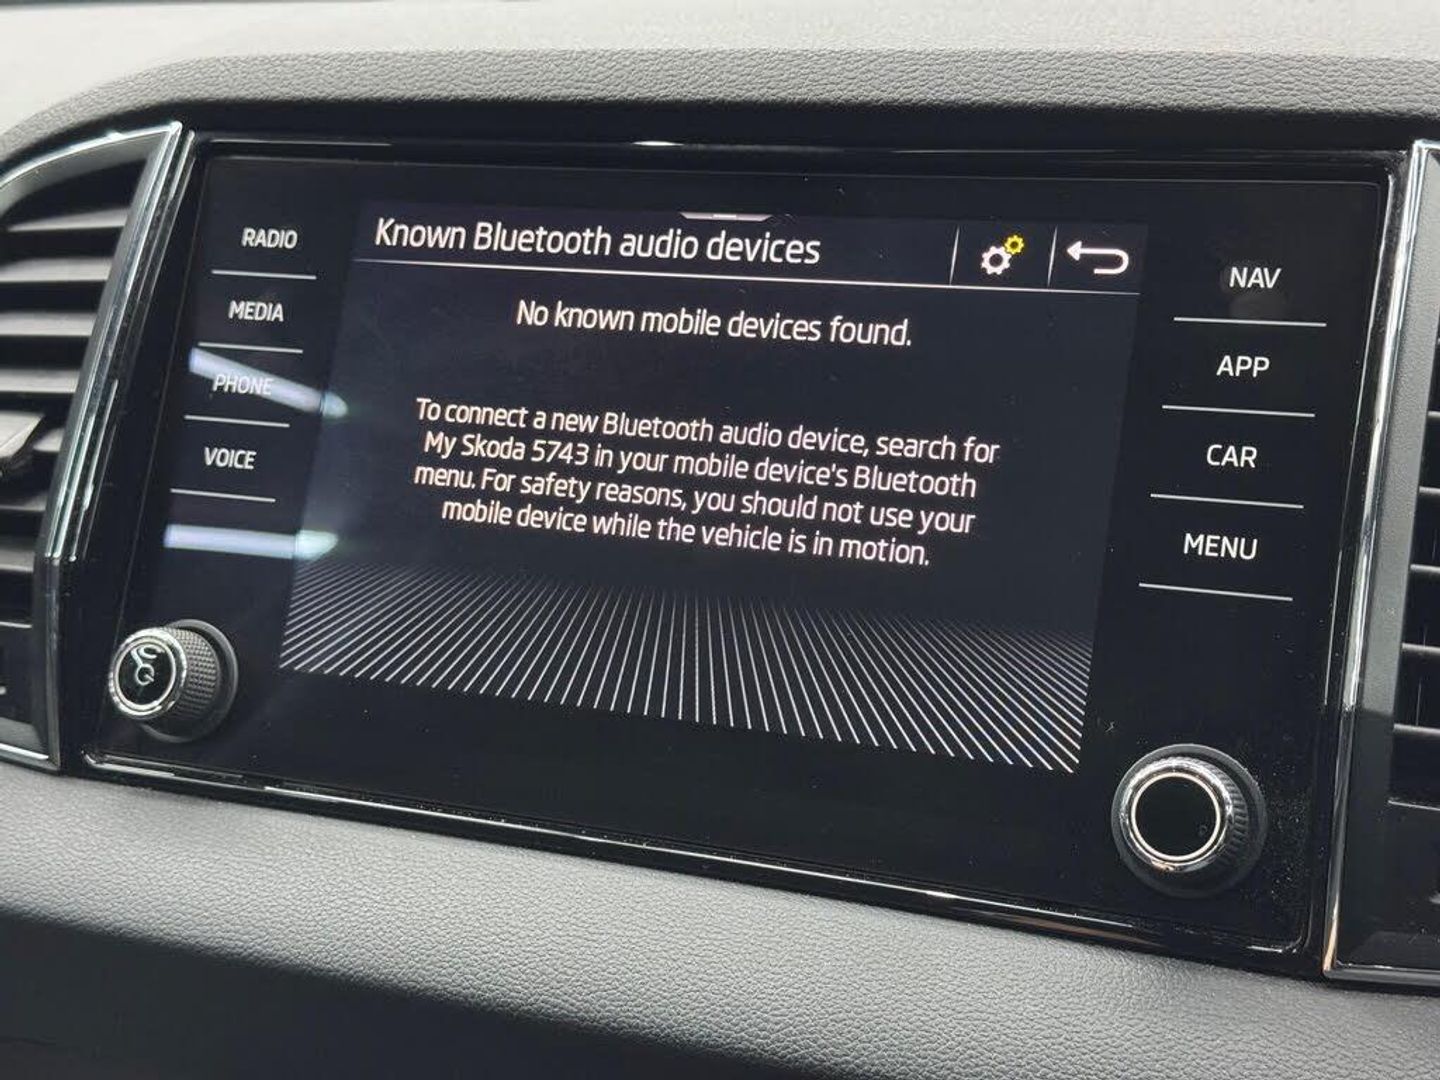 Known Bluetooth audio devices
No known mobile devices found.
To connect a new Bluetooth audio device, search for
My Skoda 5743 in your mobile device's Bluetooth
menu. For safety reasons, you should not use your
mobile device while the vehicle is in motion.
RADIO
MEDIA
PHONE
VOICE
NAV
APP
CAR
MENU